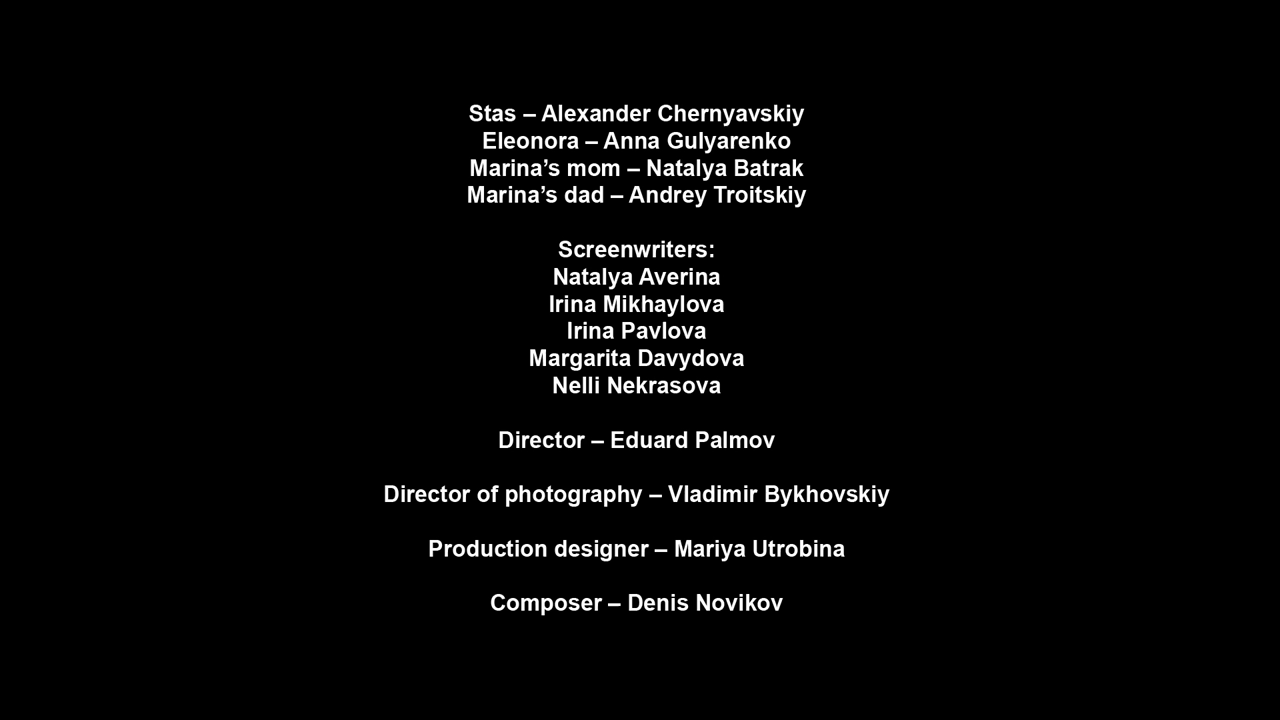 Stas – Alexander Chernyavskiy
Eleonora – Anna Gulyarenko
Marina’s mom – Natalya Batrak
Marina’s dad – Andrey Troitskiy
Screenwriters:
Natalya Averina
Irina Mikhaylova
Irina Pavlova
Margarita Davydova
Nelli Nekrasova
Director – Eduard Palmov
Director of photography – Vladimir Bykhovskiy
Production designer – Mariya Utrobina
Composer – Denis Novikov